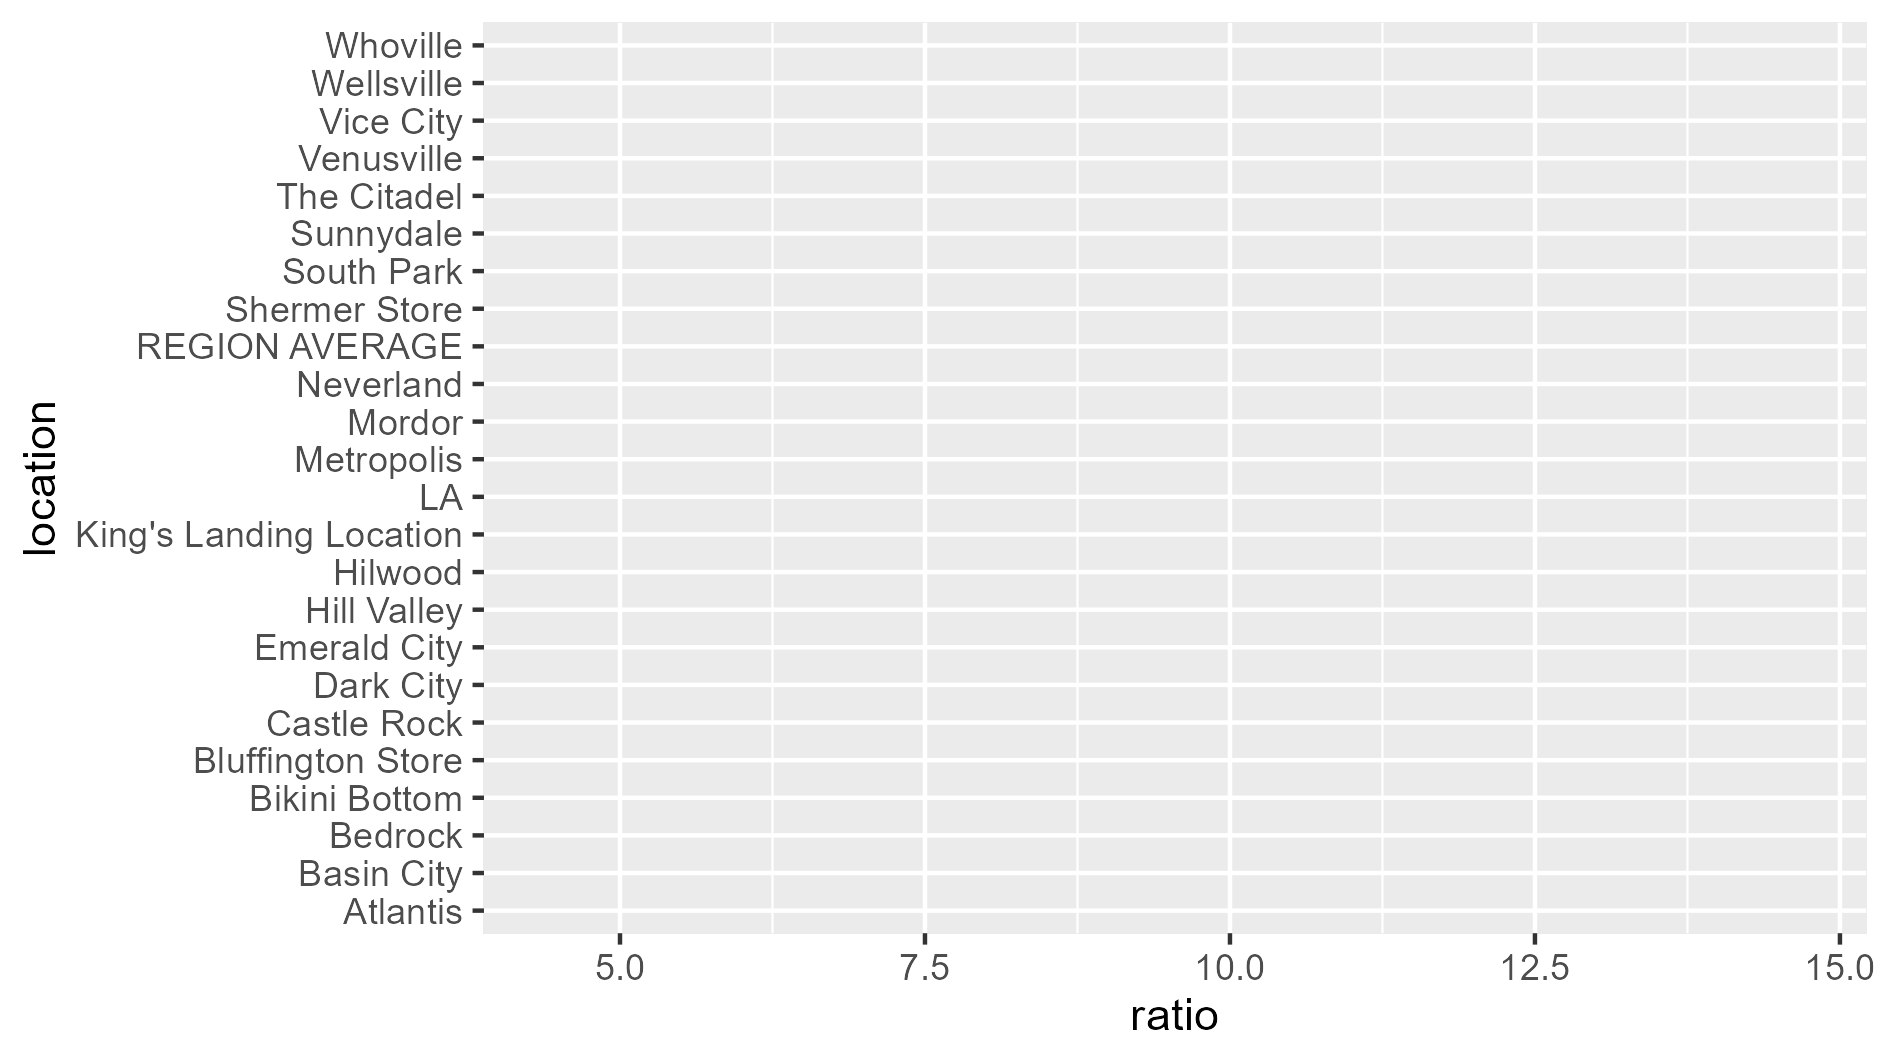 Whoville
Wellsville
Vice City
Venusville
The Citadel
Sunnydale
South Park
Shermer Store
REGION AVERAGE
Neverland
Mordor
Metropolis
LA
King's Landing Location
Hilwood
Hill Valley
Emerald City
Dark City
Castle Rock
Bluffington Store
Bikini Bottom
Bedrock
Basin City
Atlantis
location
5.0 7.5 10.0 12.5 15.0
ratio